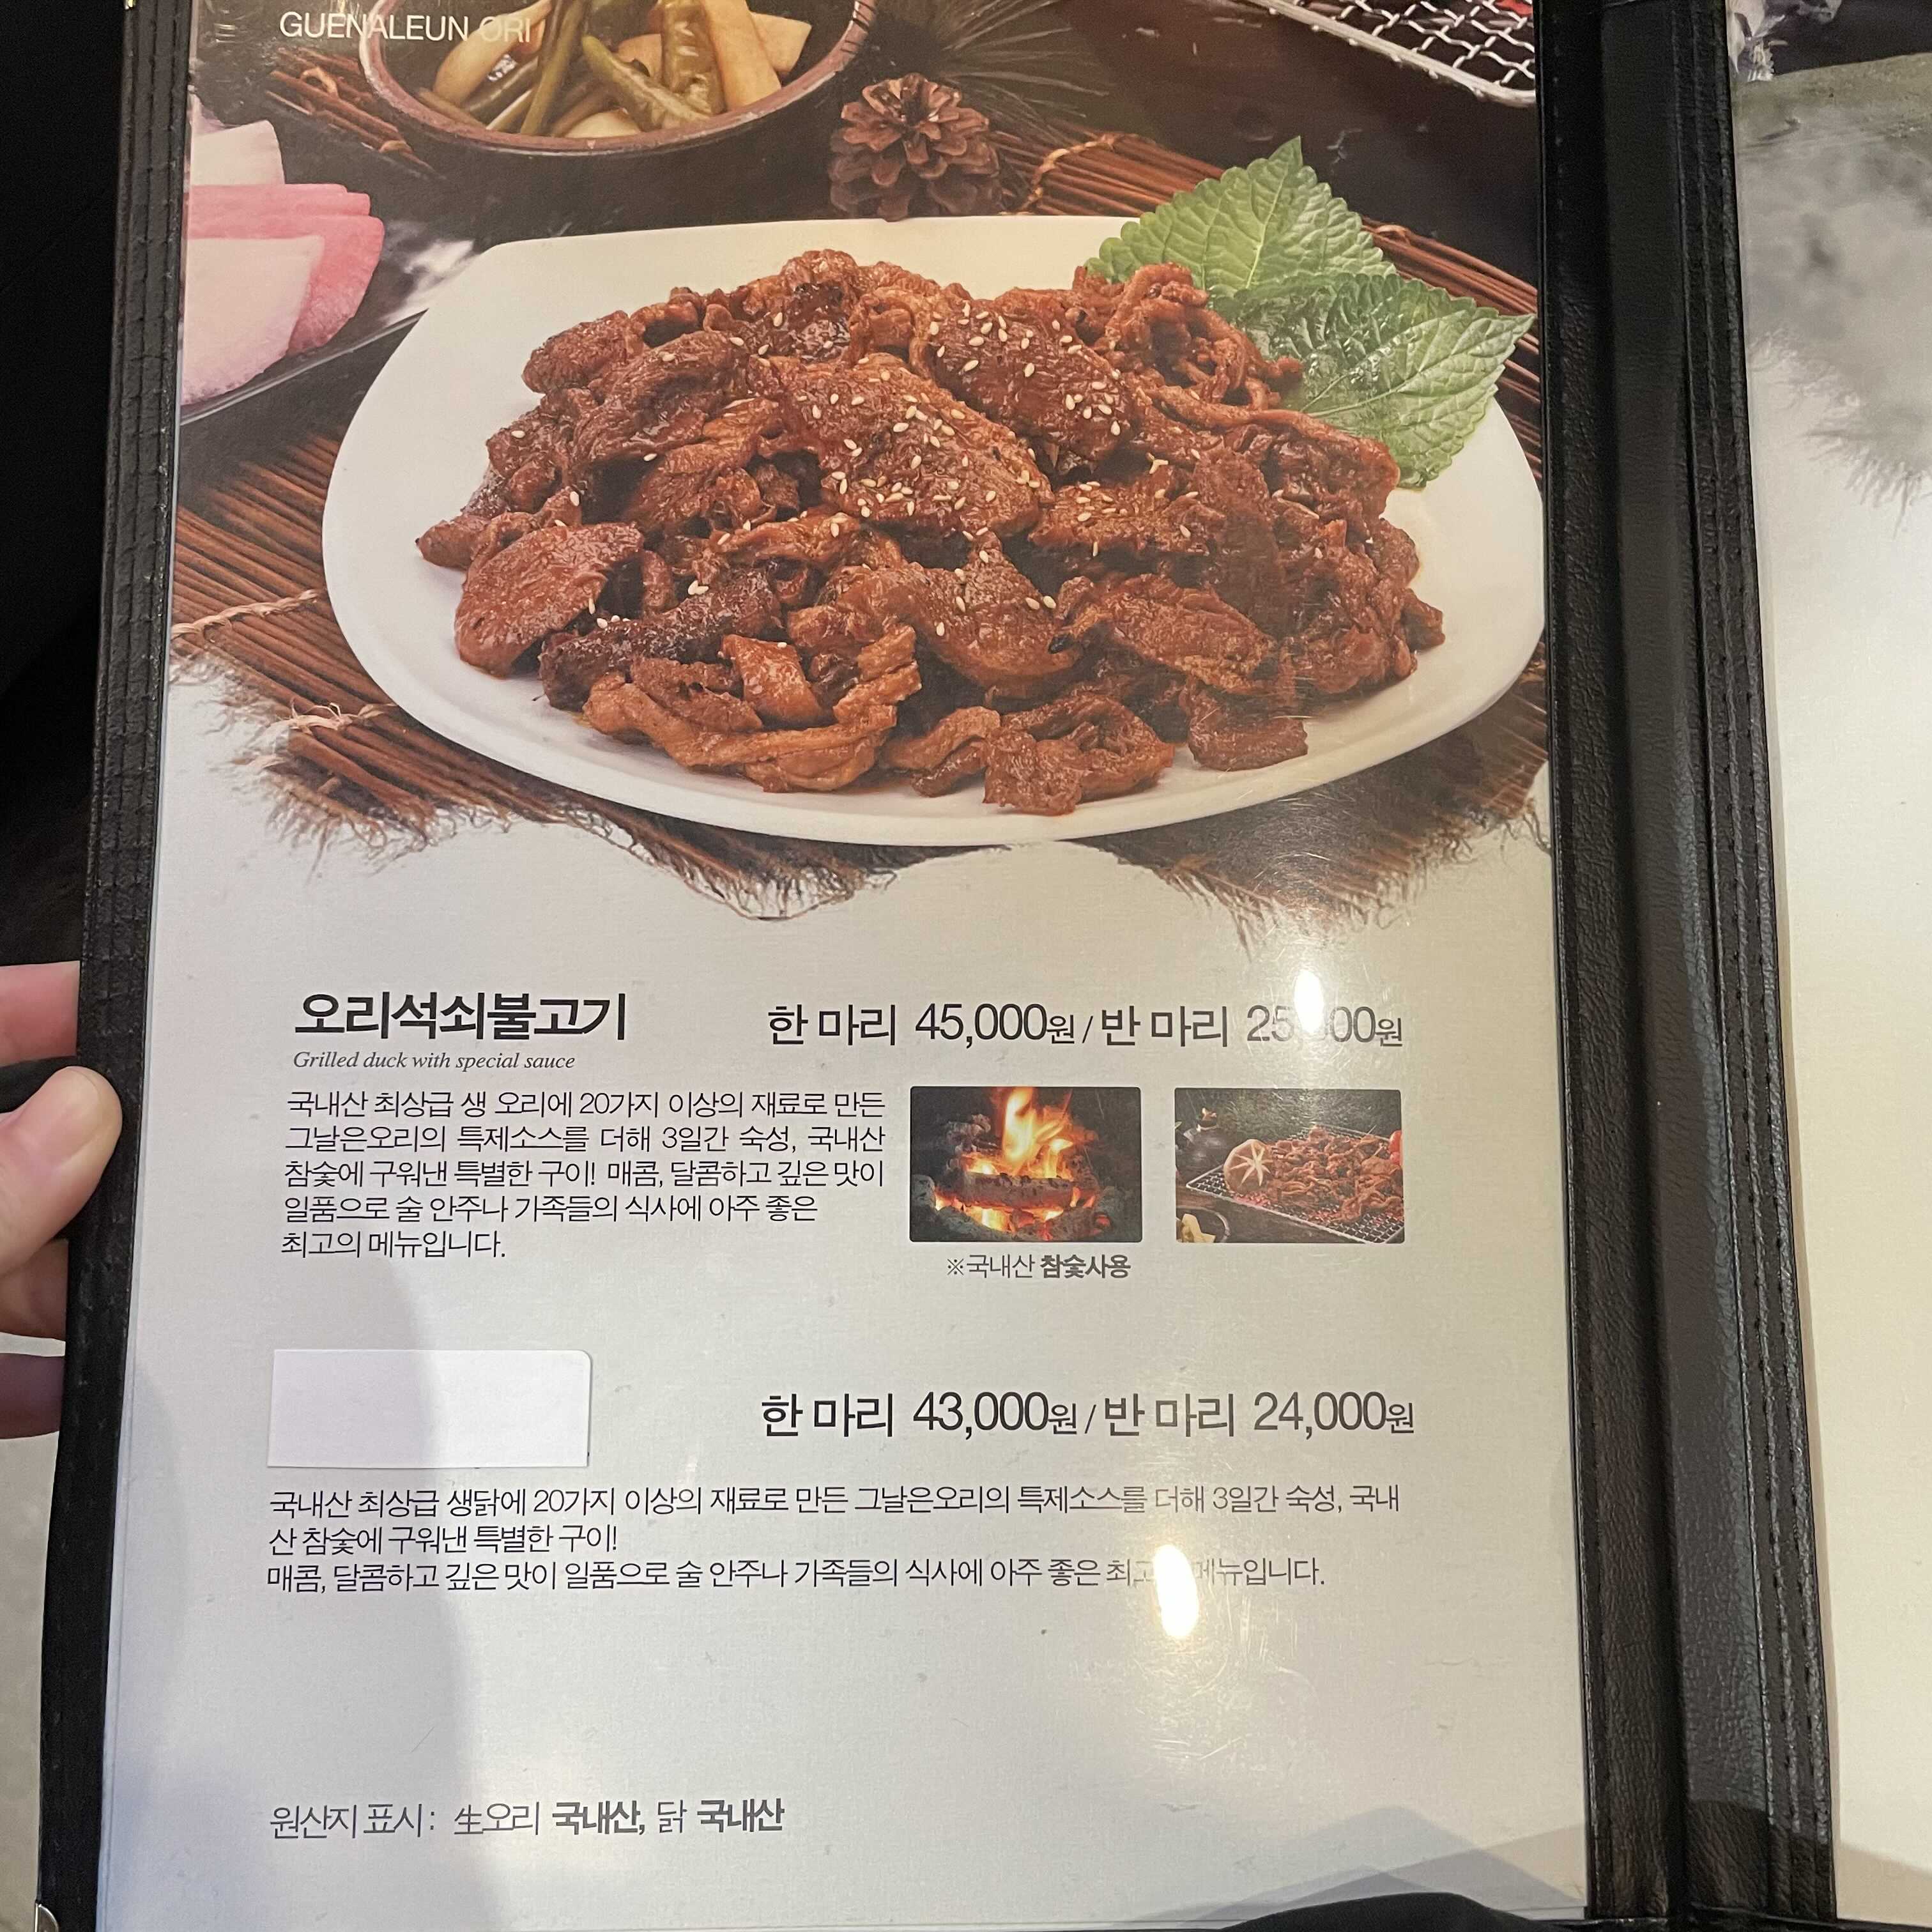 GUENALEUN ORI
오리석쇠불고기
한 마리 45,000원 / 반 마리
Grilled duck with special sauce
국내산 최상급 생 오리에 20가지 이상의 재료로 만든
그날은오리의 특제소스를 더해 3일간 숙성, 국내산
참숯에 구워낸 특별한 구이! 매콤, 달콤하고 깊은 맛이
일품으로 술 안주나 가족들의 식사에 아주 좋은
최고의 메뉴입니다.
※국내산 참숯사용
한 마리 43,000원 / 반 마리 24,000원
국내산 최상급 생닭에 20가지 이상의 재료로 만든 그날은오리의 특제소스를 더해 3일간 숙성, 국내
산 참숯에 구워낸 특별한 구이!
매콤, 달콤하고 깊은 맛이 일품으로 술 안주나 가족들의 식사에 아주 좋은 메뉴입니다.
원산지 표시 : 生오리 국내산, 닭 국내산